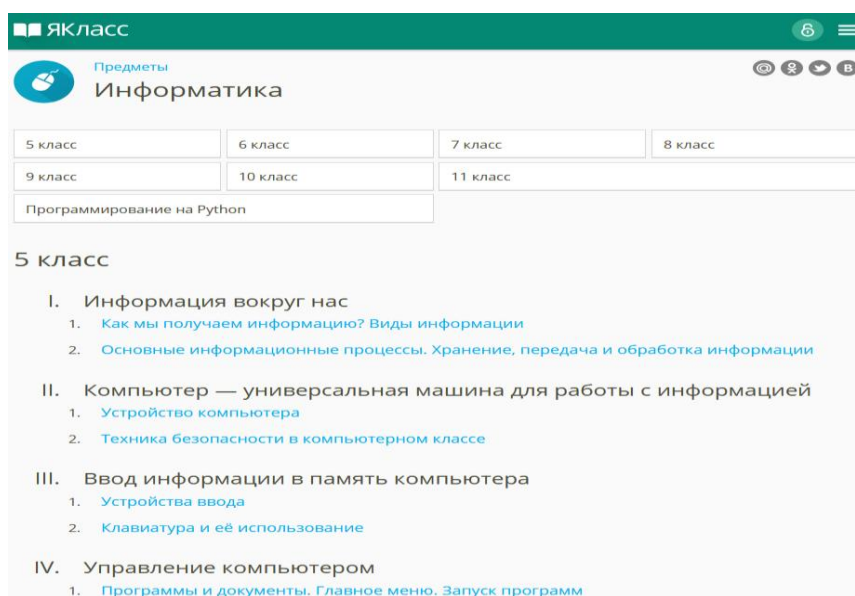 ЯКласс
Предметы
Информатика
5 класс
6 класс
7 класс
8 класс
9 класс
10 класс
11 класс
Программирование на Python
5 класс
I. Информация вокруг нас
1. Как мы получаем информацию? Виды информации
2. Основные информационные процессы. Хранение, передача и обработка информации
II. Компьютер — универсальная машина для работы с информацией
1. Устройство компьютера
2. Техника безопасности в компьютерном классе
III. Ввод информации в память компьютера
1. Устройства ввода
2. Клавиатура и её использование
IV. Управление компьютером
1. Программы и документы. Главное меню. Запуск программ